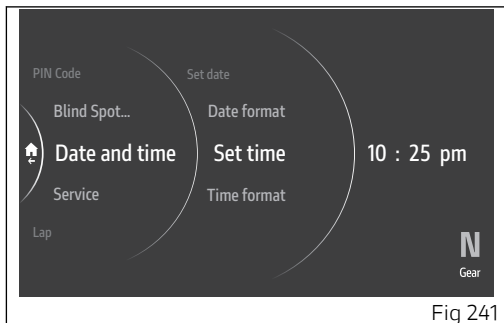 PIN Code
Blind Spot...
Date and time
Service
Lap
Set date
Date format
Set time
Time format
10 : 25 pm
N
Gear
Fig 241